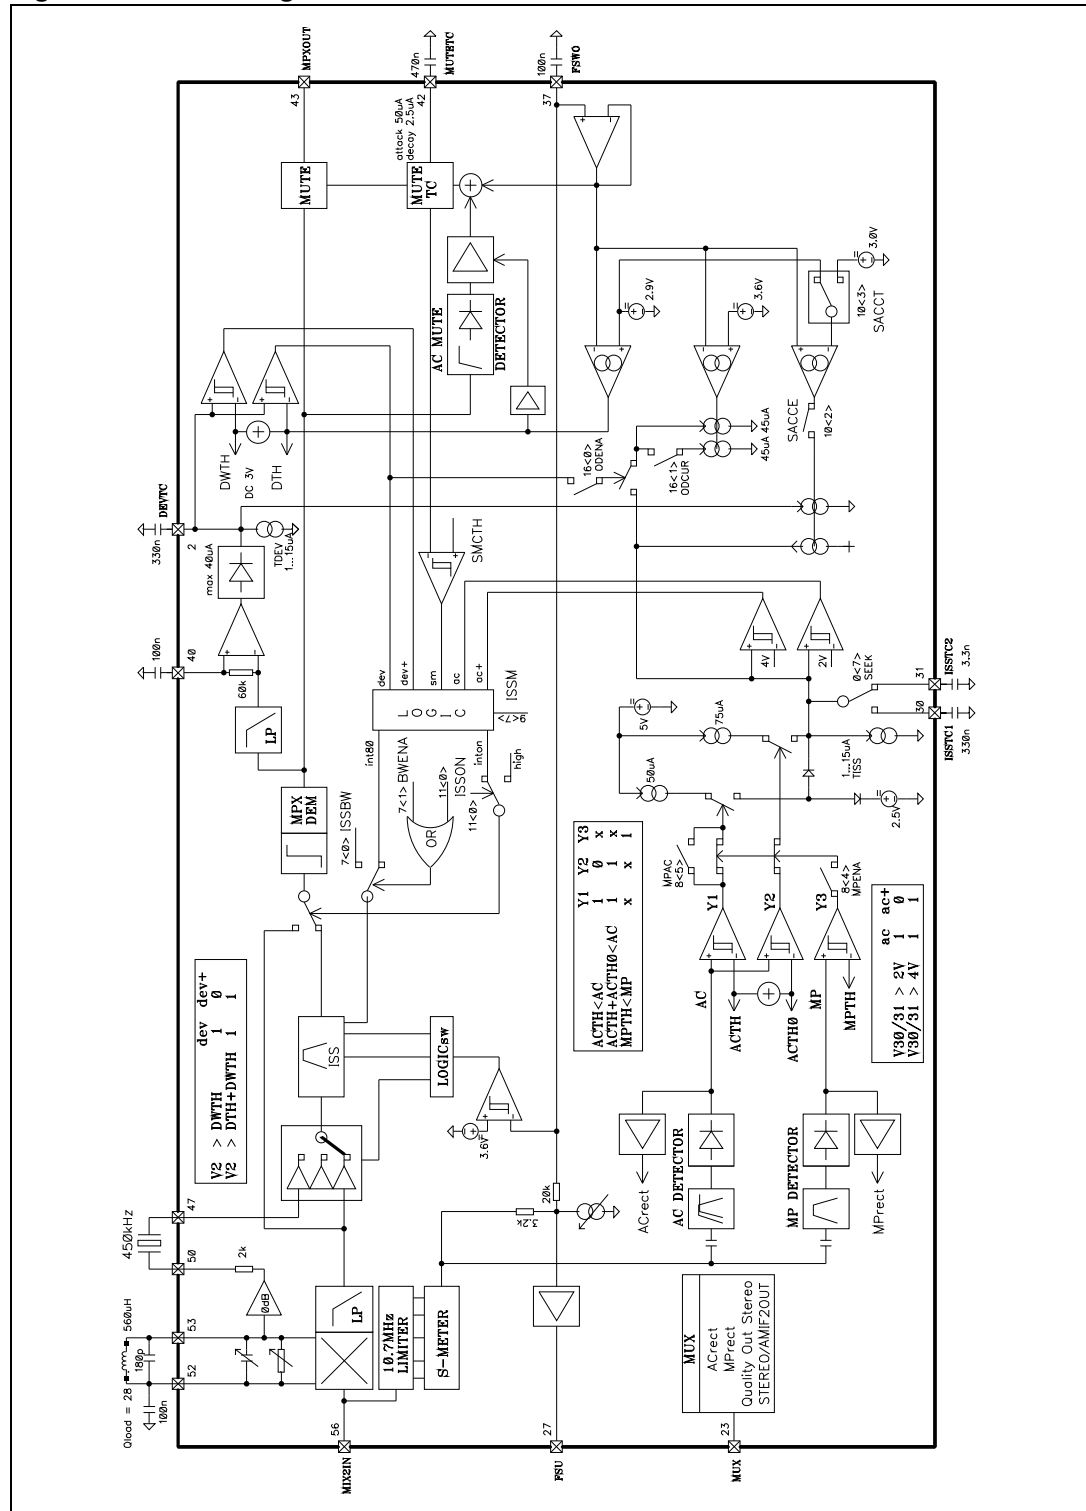 MPXOUT
MUTETC
FSWO
470n
100n
43
42
37
attack 50uA
decay 2.5uA
MUTE
MUTE
TC
AC MUTE
DETECTOR
2.9V
3.6V
3.0V
10<3>
SACCT
SACCE
10<2>
45uA 45uA
16<0>
ODENA
16<1>
ODCUR
DWTH
DC 3V
DTH
DEVTC
330n
2
max 40uA
TDEV
1...15uA
100n
40
60k
LP
SMCTH
dev
dev+
sm
ac
ac+
LOGIC
ISSM
9<7>
int80
inton
high
7<1> BWENA
11<0>
ISSON
11<0>
OR
7<0> ISSBW
MPX
DEM
4V
2V
0<7>
SEEK
31
30
ISSTC2
3.3n
ISSTC1
330n
5V
75uA
50uA
1...15uA
TISS
2.5V
MPAC
8<5>
8<4>
MPENA
Y1 Y2 Y3
ACTH<AC 1 0 x
ACTH+ACTH0<AC 1 1 x
MPTH<MP x x 1
Y1
Y2
Y3
AC
ACTH
ACTH0
MP
MPTH
ac ac+
V30/31 > 2V 1 0
V30/31 > 4V 1 1
dev dev+
V2 > DWTH 1 0
V2 > DTH+DWTH 1 1
ISS
LOGICsw
3.6V
20k
3.2k
ACrect
AC DETECTOR
MP DETECTOR
MPrect
47
450kHz
50
2k
0dB
53
560uH
180p
52
Qload = 28
100n
LP
10.7MHz
LIMITER
S-METER
MUX
ACrect
MPrect
Quality Out Stereo
STEREO/AMIF2OUT
56
MIX2IN
27
FSU
23
MUX